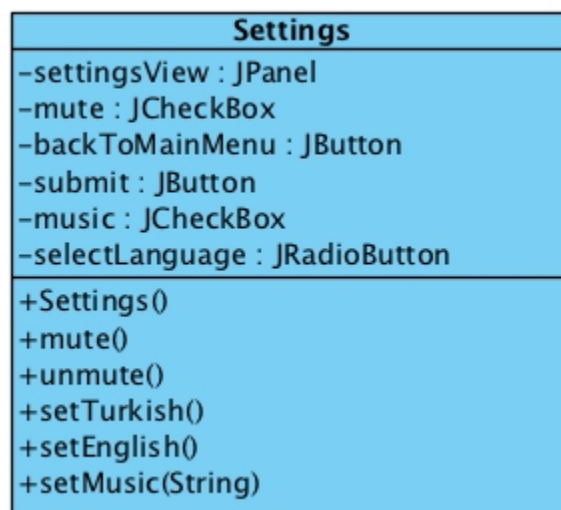 Settings
-settingsView : JPanel
-mute : JCheckBox
-backToMainMenu : JButton
-submit : JButton
-music : JCheckBox
-selectLanguage : JRadioButton
+Settings()
+mute()
+unmute()
+setTurkish()
+setEnglish()
+setMusic(String)